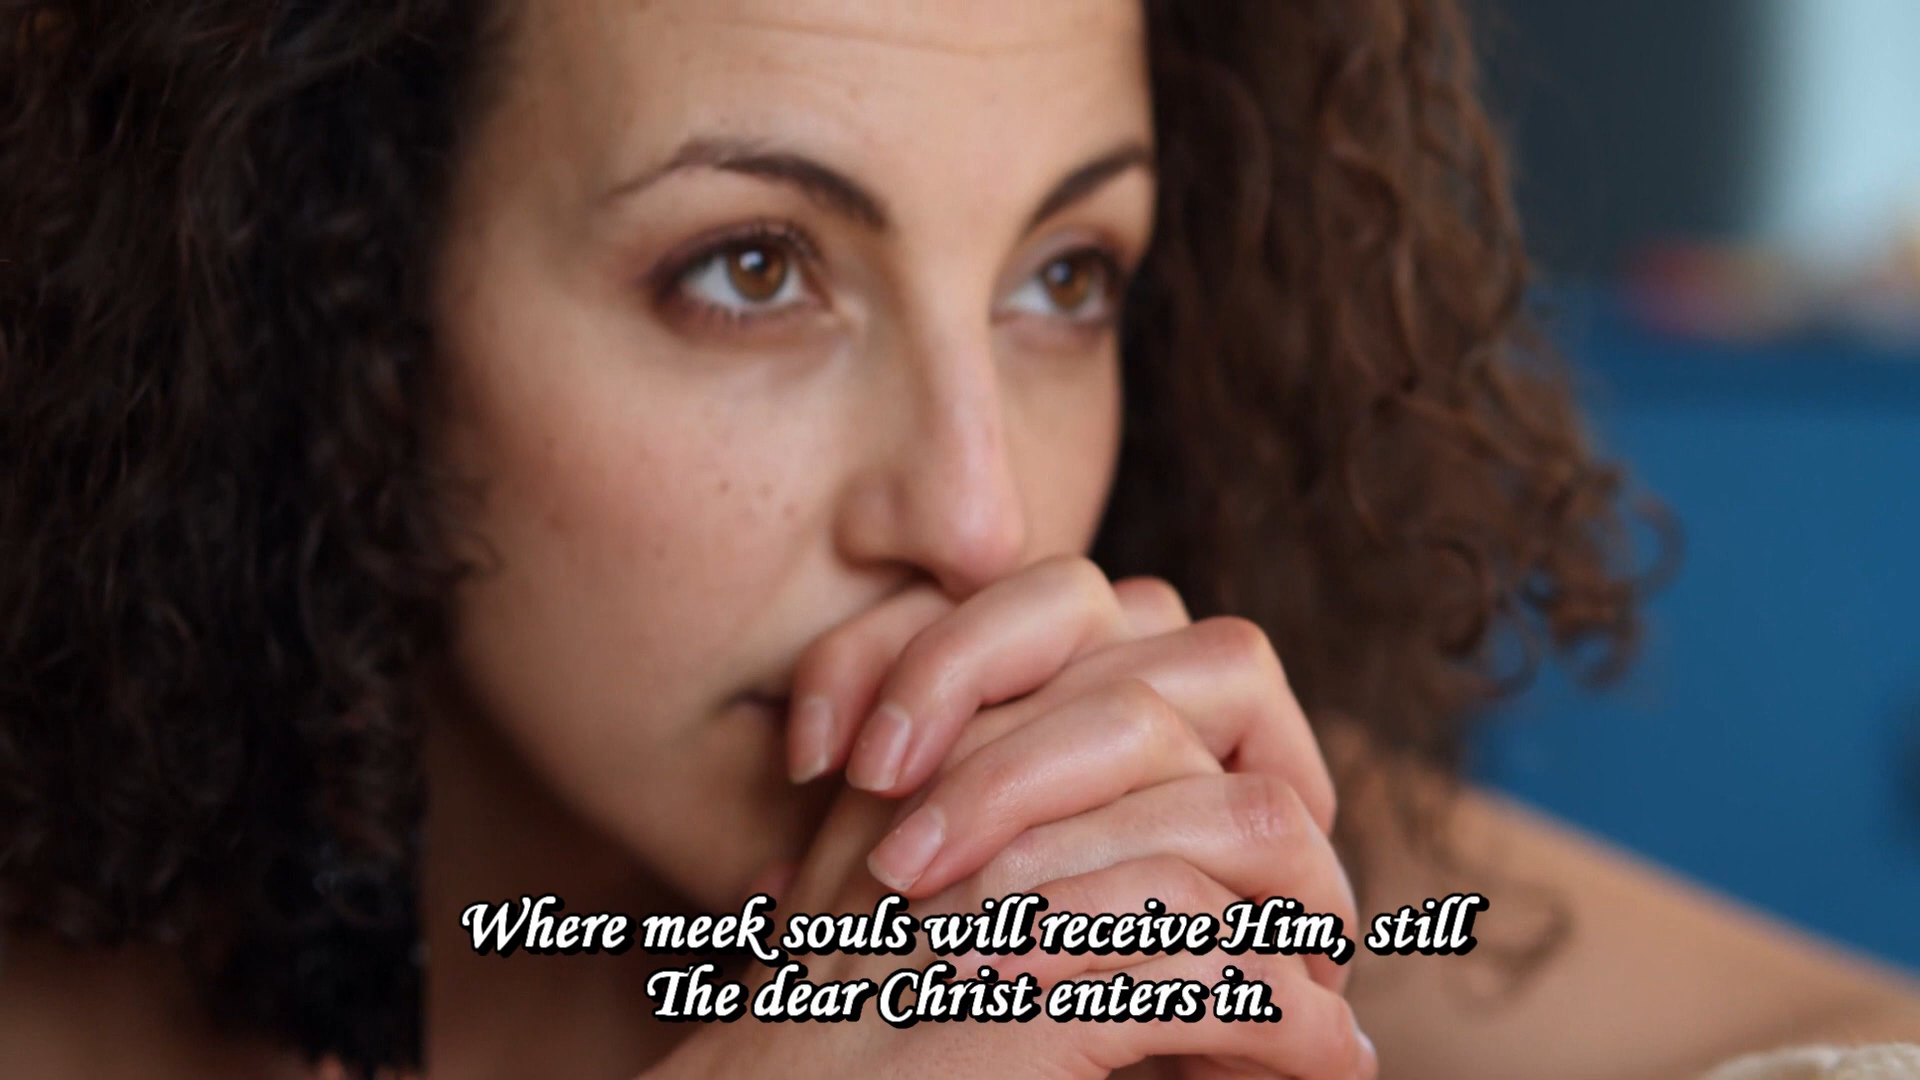 Where meek souls will receive Him, still
The dear Christ enters in.